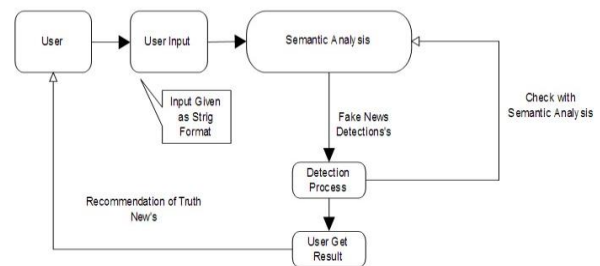 User
User Input
Semantic Analysis
Input Given
as Strig
Format
Fake News
Detections's
Check with
Semantic Analysis
Detection
Process
Recommendation of Truth
New's
User Get
Result